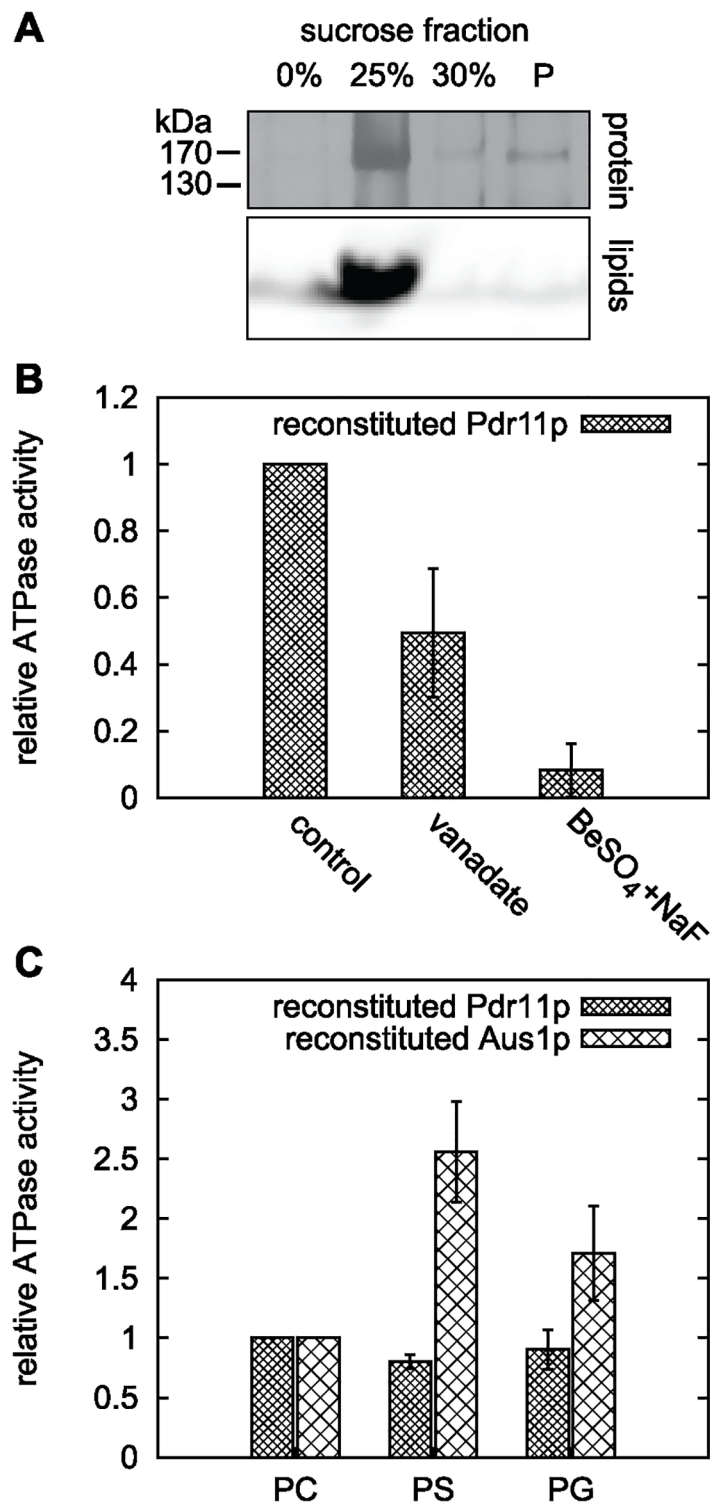 A
sucrose fraction
0% 25% 30% P
kDa
170
130
protein
lipids
B
relative ATPase activity
1.2
1
0.8
0.6
0.4
0.2
0
reconstituted Pdr11p
control
vanadate
BeSO4+NaF
C
relative ATPase activity
4
3.5
3
2.5
2
1.5
1
0.5
0
reconstituted Pdr11p
reconstituted Aus1p
PC PS PG